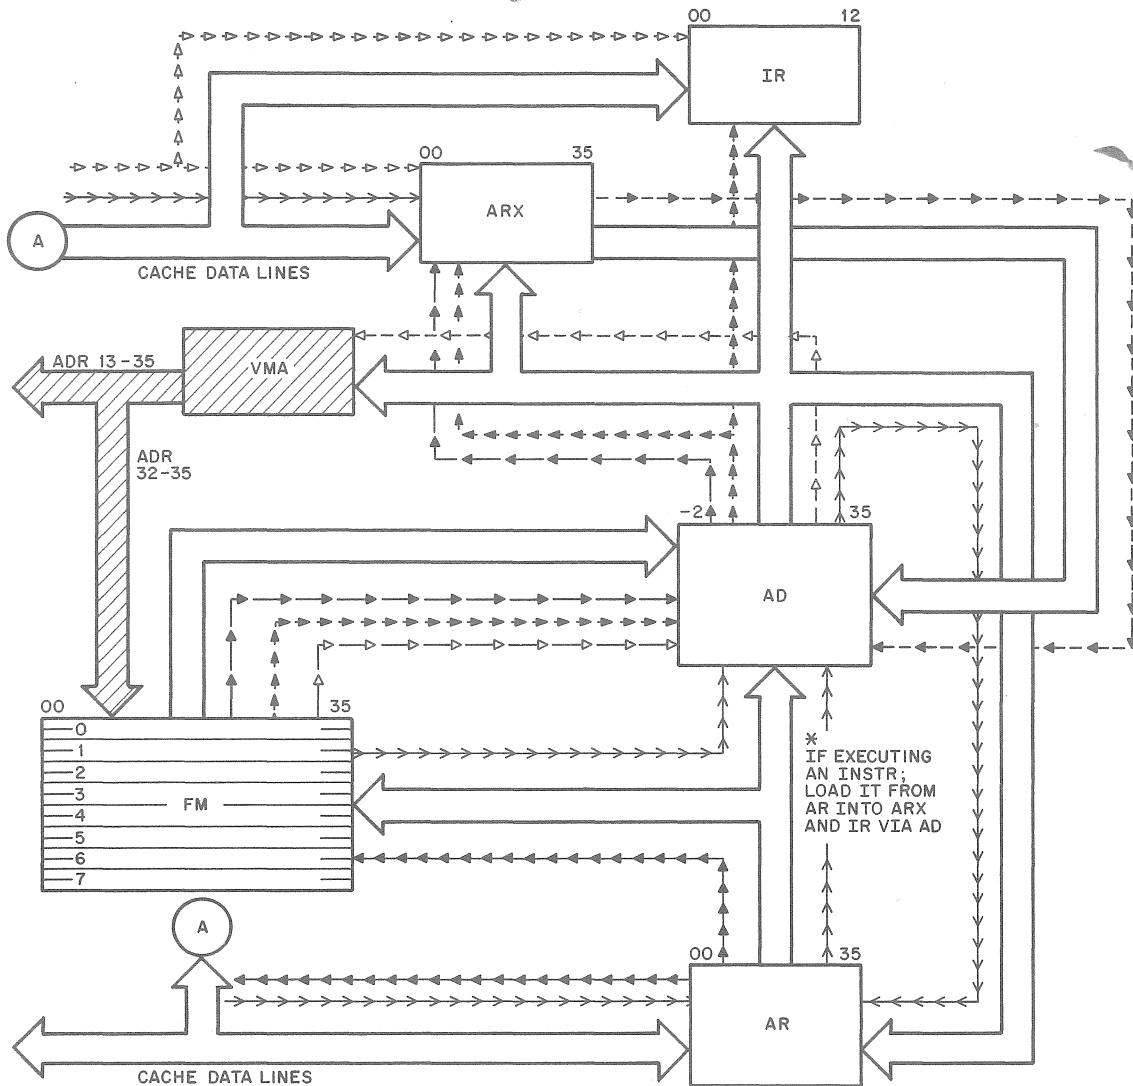 00 12
IR
00 35
ARX
A
CACHE DATA LINES
ADR 13-35
VMA
ADR
32-35
-2 35
AD
00 35
0
1
2
3
FM
4
5
6
7
*
IF EXECUTING
AN INSTR;
LOAD IT FROM
AR INTO ARX
AND IR VIA AD
A
00 35
AR
CACHE DATA LINES